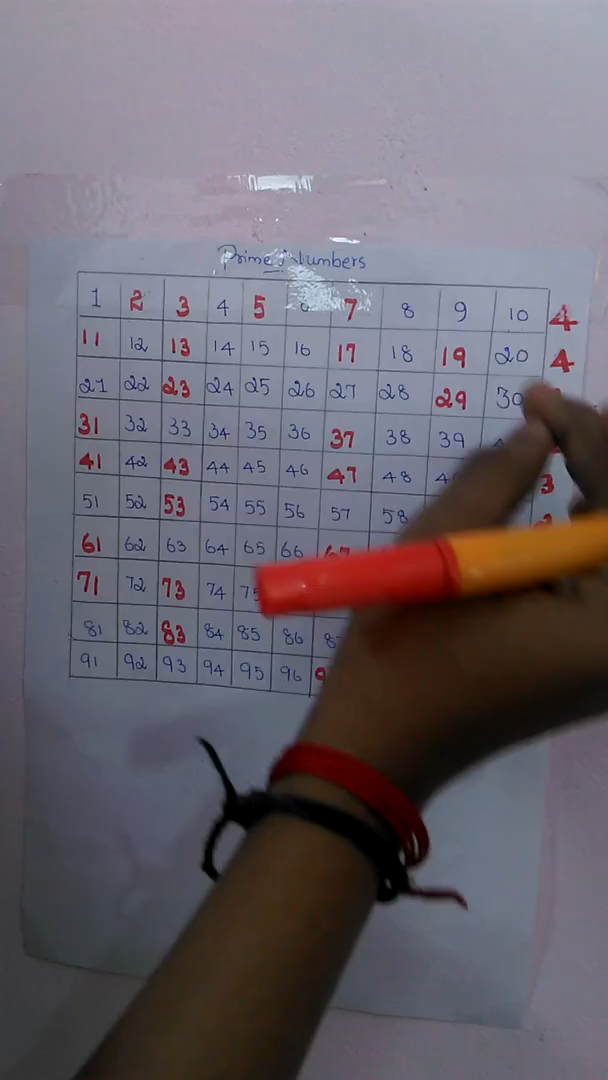 Prime Numbers
1 2 3 4 5 7 8 9 10 4
11 12 13 14 15 16 17 18 19 20 4
21 22 23 24 25 26 27 28 29 30
31 32 33 34 35 36 37 38 39
41 42 43 44 45 46 47 48 3
51 52 53 54 55 56 57 58
61 62 63 64 65 66 67
71 72 73 74
81 82 83 84 85 86
91 92 93 94 95 96